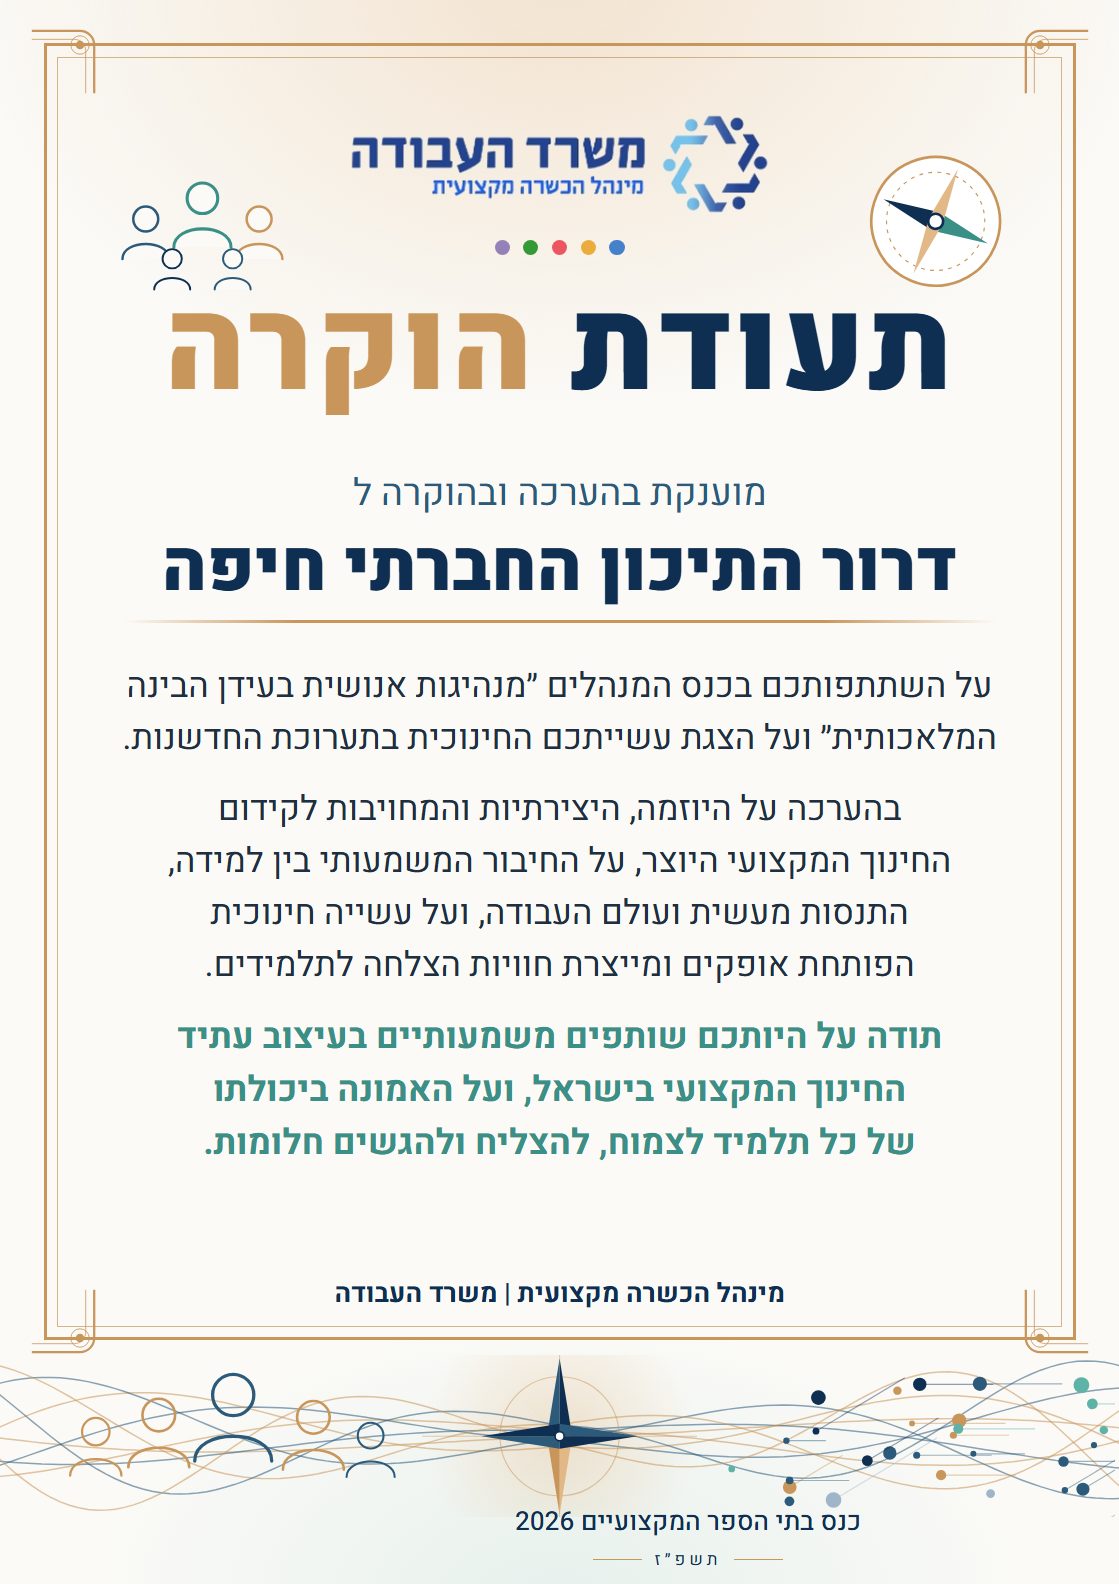 משרד העבודה
מינהל הכשרה מקצועית
תעודת הוקרה
מוענקת בהערכה ובהוקרה ל
דרור התיכון החברתי חיפה
על השתתפותכם בכנס המנהלים "מנהיגות אנושית בעידן הבינה
המלאכותית" ועל הצגת עשייתכם החינוכית בתערוכת החדשנות.
בהערכה על היוזמה, היצירתיות והמחויבות לקידום
החינוך המקצועי היוצר, על החיבור המשמעותי בין למידה,
התנסות מעשית ועולם העבודה, ועל עשייה חינוכית
הפותחת אופקים ומייצרת חוויות הצלחה לתלמידים.
תודה על היותכם שותפים משמעותיים בעיצוב עתיד
החינוך המקצועי בישראל, ועל האמונה ביכולתו
של כל תלמיד לצמוח, להצליח ולהגשים חלומות.
מינהל הכשרה מקצועית | משרד העבודה
כנס בתי הספר המקצועיים 2026
תשפ"ז